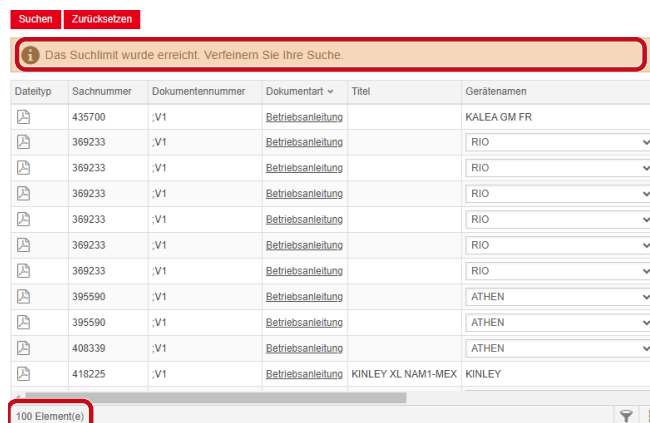 Suchen Zurücksetzen
Das Suchlimit wurde erreicht. Verfeinern Sie Ihre Suche.
Dateityp Sachnummer Dokumentennummer Dokumentart Titel Gerätenamen
435700 ;V1 Betriebsanleitung KALEA GM FR
369233 ;V1 Betriebsanleitung RIO
369233 ;V1 Betriebsanleitung RIO
369233 ;V1 Betriebsanleitung RIO
369233 ;V1 Betriebsanleitung RIO
369233 ;V1 Betriebsanleitung RIO
369233 ;V1 Betriebsanleitung RIO
395590 ;V1 Betriebsanleitung ATHEN
395590 ;V1 Betriebsanleitung ATHEN
408339 ;V1 Betriebsanleitung ATHEN
418225 ;V1 Betriebsanleitung KINLEY XL NAM1-MEX KINLEY
100 Element(e)